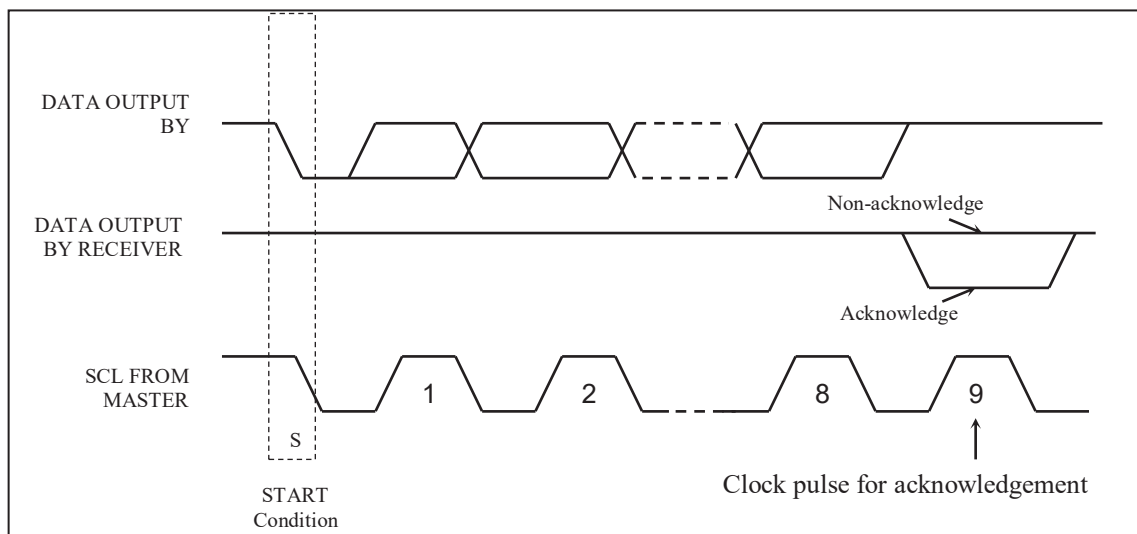 DATA OUTPUT
BY
Non-acknowledge
DATA OUTPUT
BY RECEIVER
Acknowledge
SCL FROM
MASTER
1
2
8
9
S
START
Condition
Clock pulse for acknowledgement